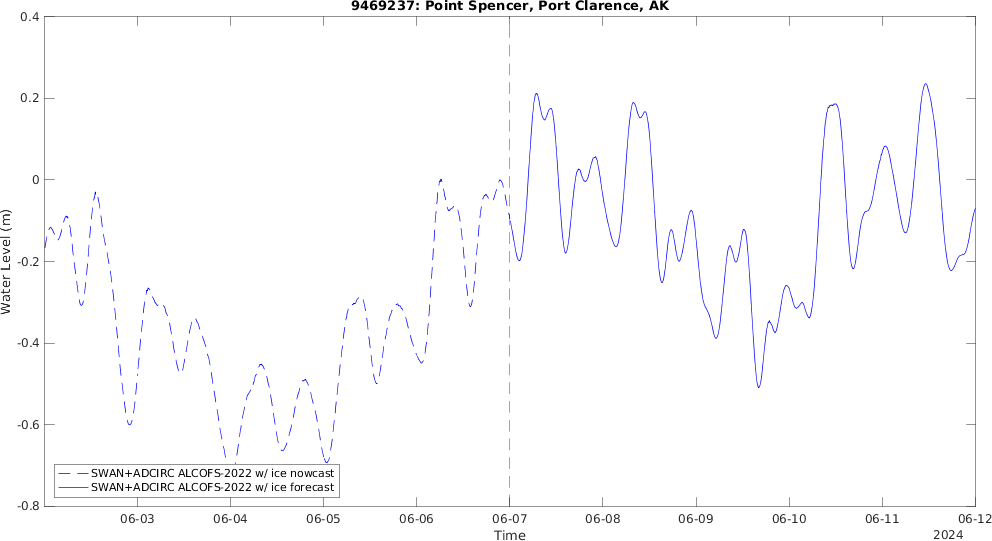 9469237: Point Spencer, Port Clarence, AK
0.4
0.2
0
-0.2
-0.4
-0.6
-0.8
Water Level (m)
SWAN+ADCIRC ALCOFS-2022 w/ ice nowcast
SWAN+ADCIRC ALCOFS-2022 w/ ice forecast
06-03 06-04 06-05 06-06 06-07 06-08 06-09 06-10 06-11 06-12
Time
2024